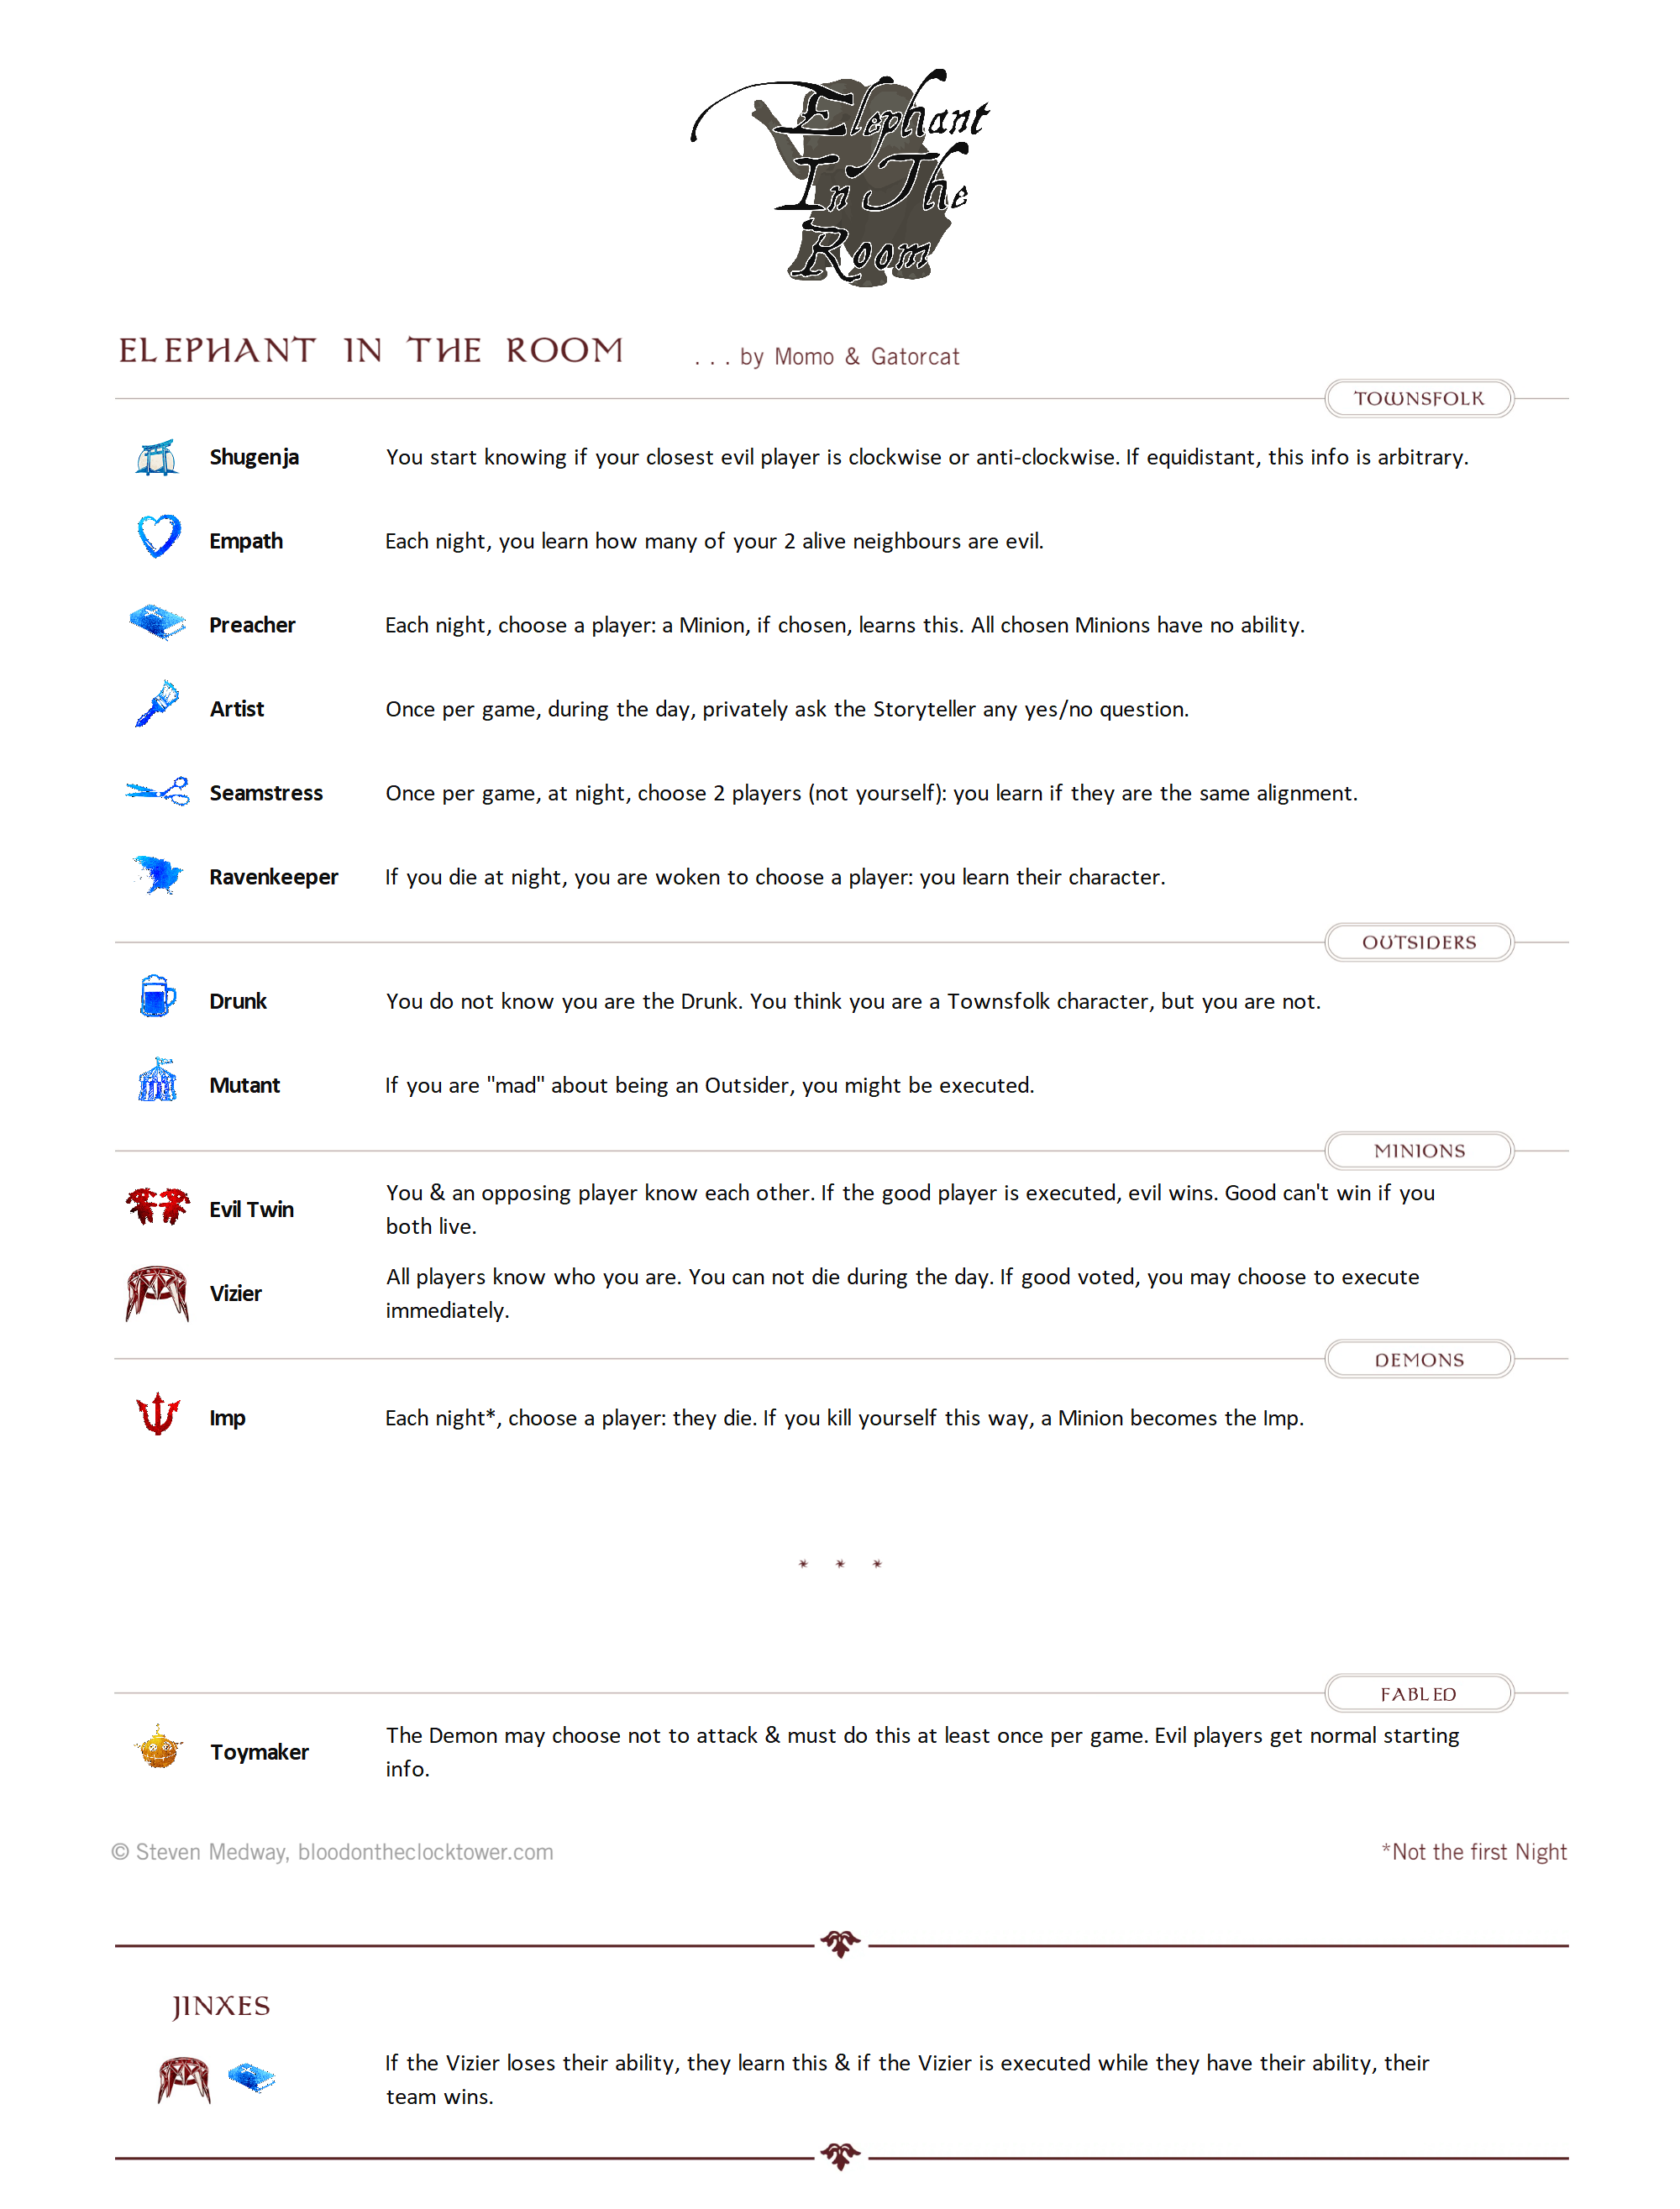 Elephant
In The
Room
ELEPHANT IN THE ROOM
. . . by Momo & Gatorcat
TOWNSFOLK
Shugenja
You start knowing if your closest evil player is clockwise or anti-clockwise. If equidistant, this info is arbitrary.
Empath
Each night, you learn how many of your 2 alive neighbours are evil.
Preacher
Each night, choose a player: a Minion, if chosen, learns this. All chosen Minions have no ability.
Artist
Once per game, during the day, privately ask the Storyteller any yes/no question.
Seamstress
Once per game, at night, choose 2 players (not yourself): you learn if they are the same alignment.
Ravenkeeper
If you die at night, you are woken to choose a player: you learn their character.
OUTSIDERS
Drunk
You do not know you are the Drunk. You think you are a Townsfolk character, but you are not.
Mutant
If you are "mad" about being an Outsider, you might be executed.
MINIONS
Evil Twin
You & an opposing player know each other. If the good player is executed, evil wins. Good can't win if you
both live.
Vizier
All players know who you are. You can not die during the day. If good voted, you may choose to execute
immediately.
DEMONS
Imp
Each night*, choose a player: they die. If you kill yourself this way, a Minion becomes the Imp.
* * *
FABLED
Toymaker
The Demon may choose not to attack & must do this at least once per game. Evil players get normal starting
info.
© Steven Medway, bloodontheclocktower.com
*Not the first Night
JINXES
If the Vizier loses their ability, they learn this & if the Vizier is executed while they have their ability, their
team wins.